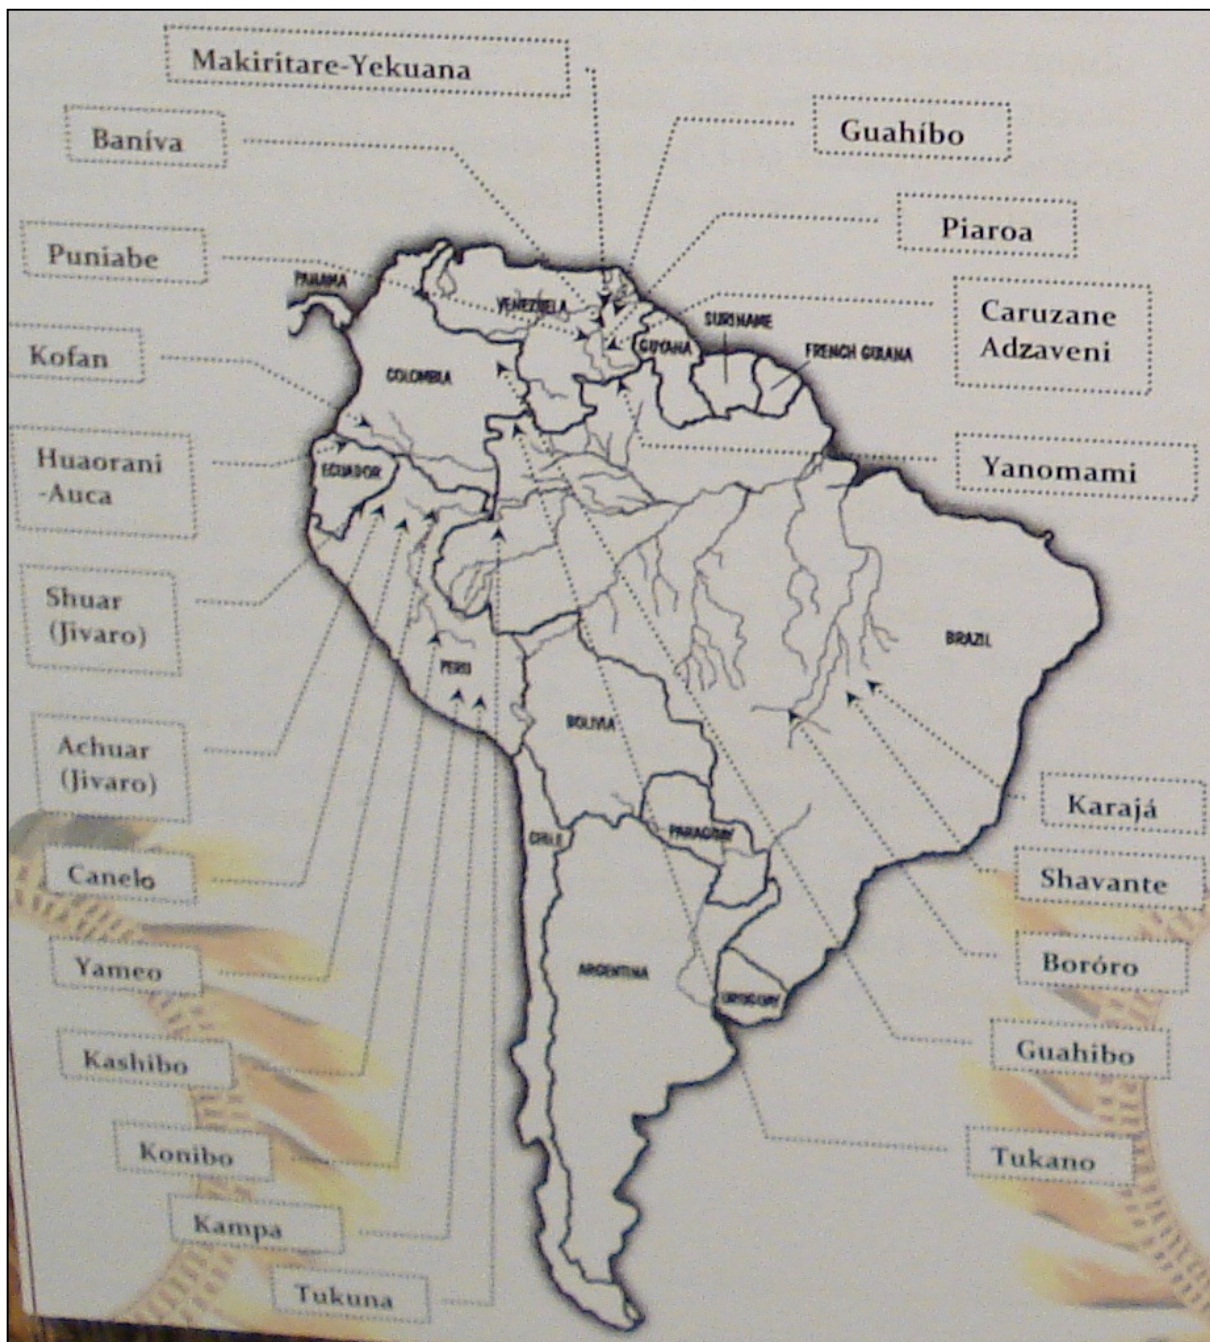 Makiritare-Yekuana
Baníva
Guahíbo
Puniabe
Piaroa
Kofan
Caruzane
Adzaveni
Huaorani
-Auca
Yanomami
Shuar
(Jivaro)
Achuar
(Jivaro)
Karajá
Canelo
Shavante
Yameo
Boróro
Kashibo
Guahibo
Konibo
Tukano
Kampa
Tukuna
PANAMA
VENEZUELA
SURINAME
GUYANA
FRENCH GUIANA
COLOMBIA
ECUADOR
BRAZIL
PERU
BOLIVIA
PARAGUAY
CHILE
ARGENTINA
URUGUAY